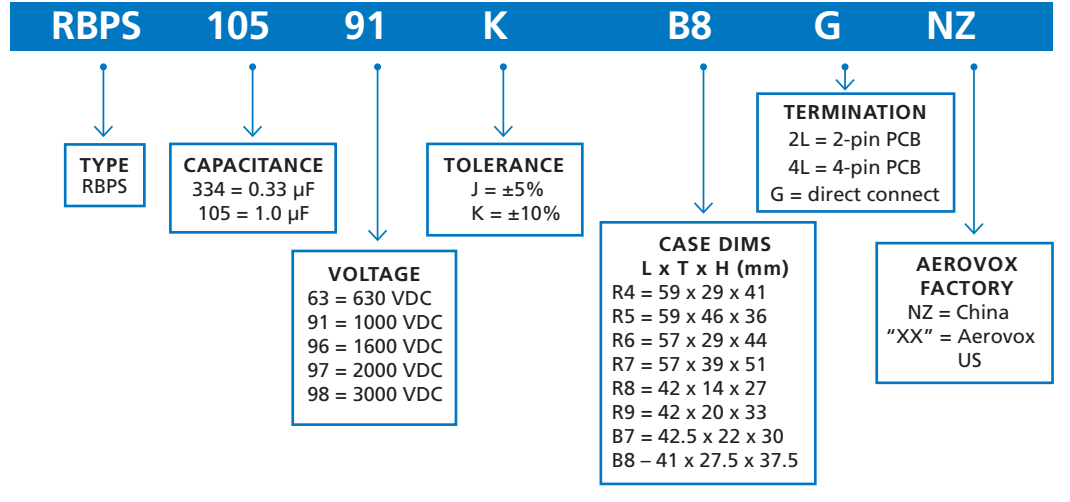 RBPS 105 91 K B8 G NZ
TYPE
RBPS
CAPACITANCE
334 = 0.33 µF
105 = 1.0 µF
VOLTAGE
63 = 630 VDC
91 = 1000 VDC
96 = 1600 VDC
97 = 2000 VDC
98 = 3000 VDC
TOLERANCE
J = ±5%
K = ±10%
CASE DIMS
L x T x H (mm)
R4 = 59 x 29 x 41
R5 = 59 x 46 x 36
R6 = 57 x 29 x 44
R7 = 57 x 39 x 51
R8 = 42 x 14 x 27
R9 = 42 x 20 x 33
B7 = 42.5 x 22 x 30
B8 – 41 x 27.5 x 37.5
TERMINATION
2L = 2-pin PCB
4L = 4-pin PCB
G = direct connect
AEROVOX
FACTORY
NZ = China
“XX” = Aerovox
US